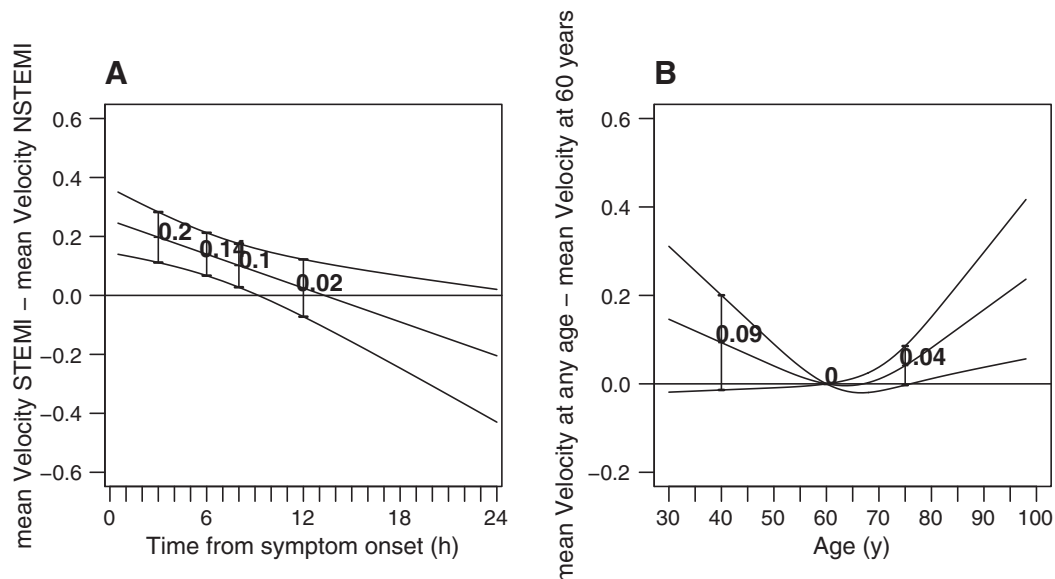 A
mean Velocity STEMI – mean Velocity NSTEMI
0.6
0.4
0.2
0.0
−0.2
−0.4
−0.6
0.2
0.14
0.1
0.02
0 6 12 18 24
Time from symptom onset (h)
B
mean Velocity at any age – mean Velocity at 60 years
0.6
0.4
0.2
0.0
−0.2
0.09
0
0.04
30 40 50 60 70 80 90 100
Age (y)